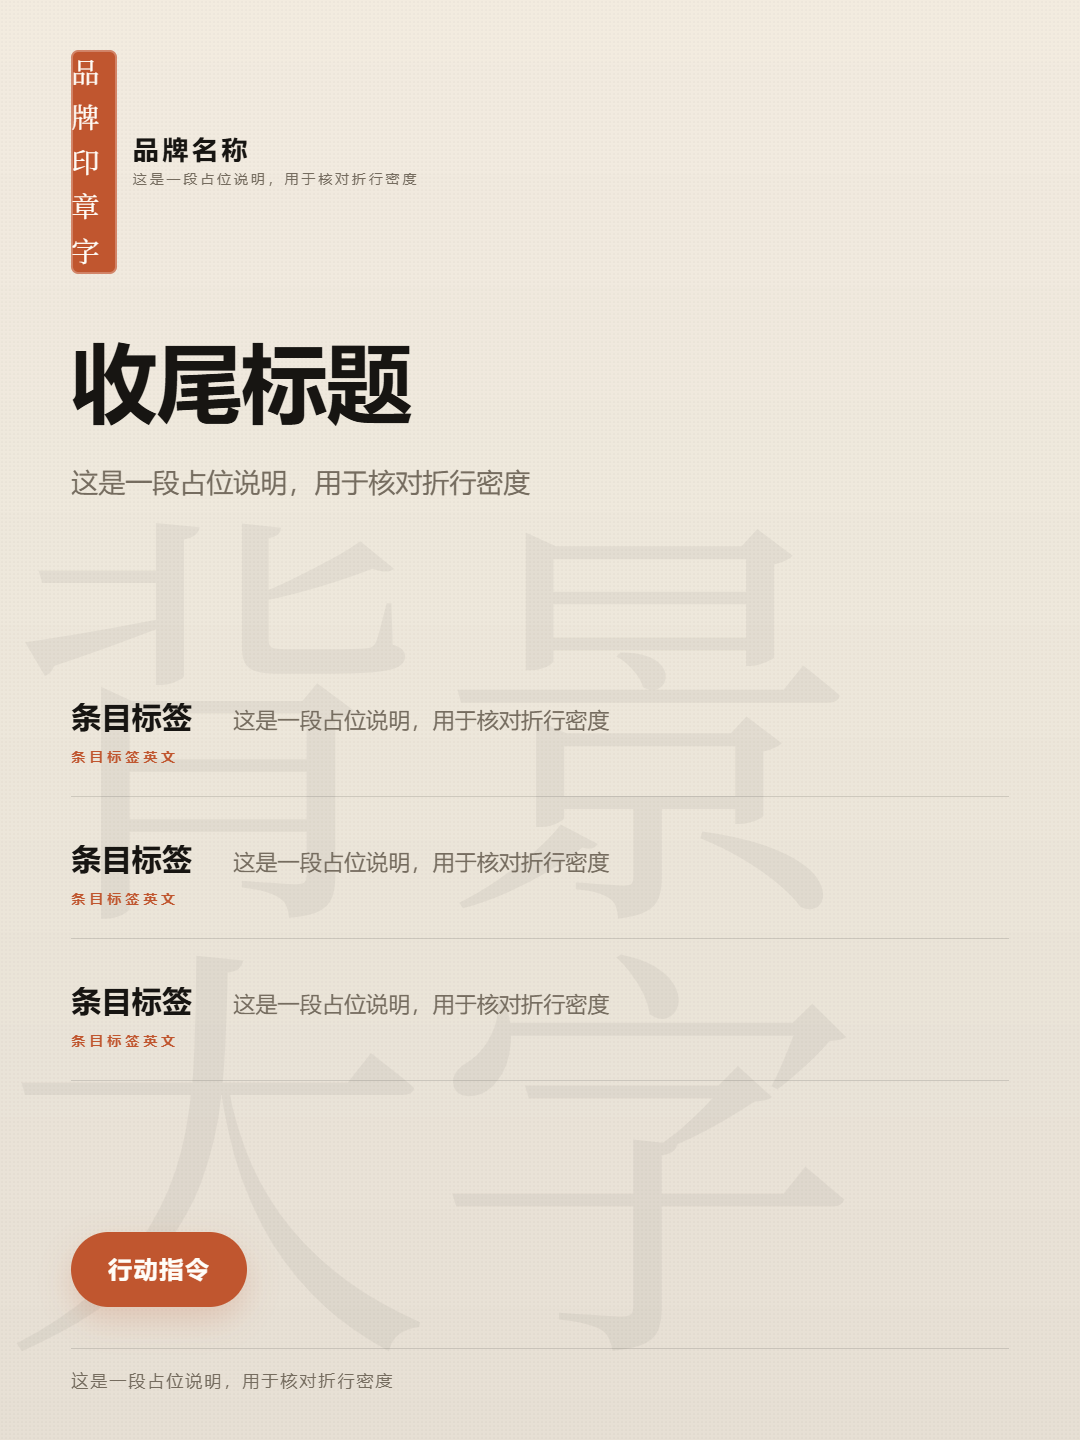 品
牌
印
章
字
品牌名称
这是一段占位说明，用于核对折行密度
收尾标题
这是一段占位说明，用于核对折行密度
背景
大字
条目标签 这是一段占位说明，用于核对折行密度
条目标签英文
条目标签 这是一段占位说明，用于核对折行密度
条目标签英文
条目标签 这是一段占位说明，用于核对折行密度
条目标签英文
行动指令
这是一段占位说明，用于核对折行密度